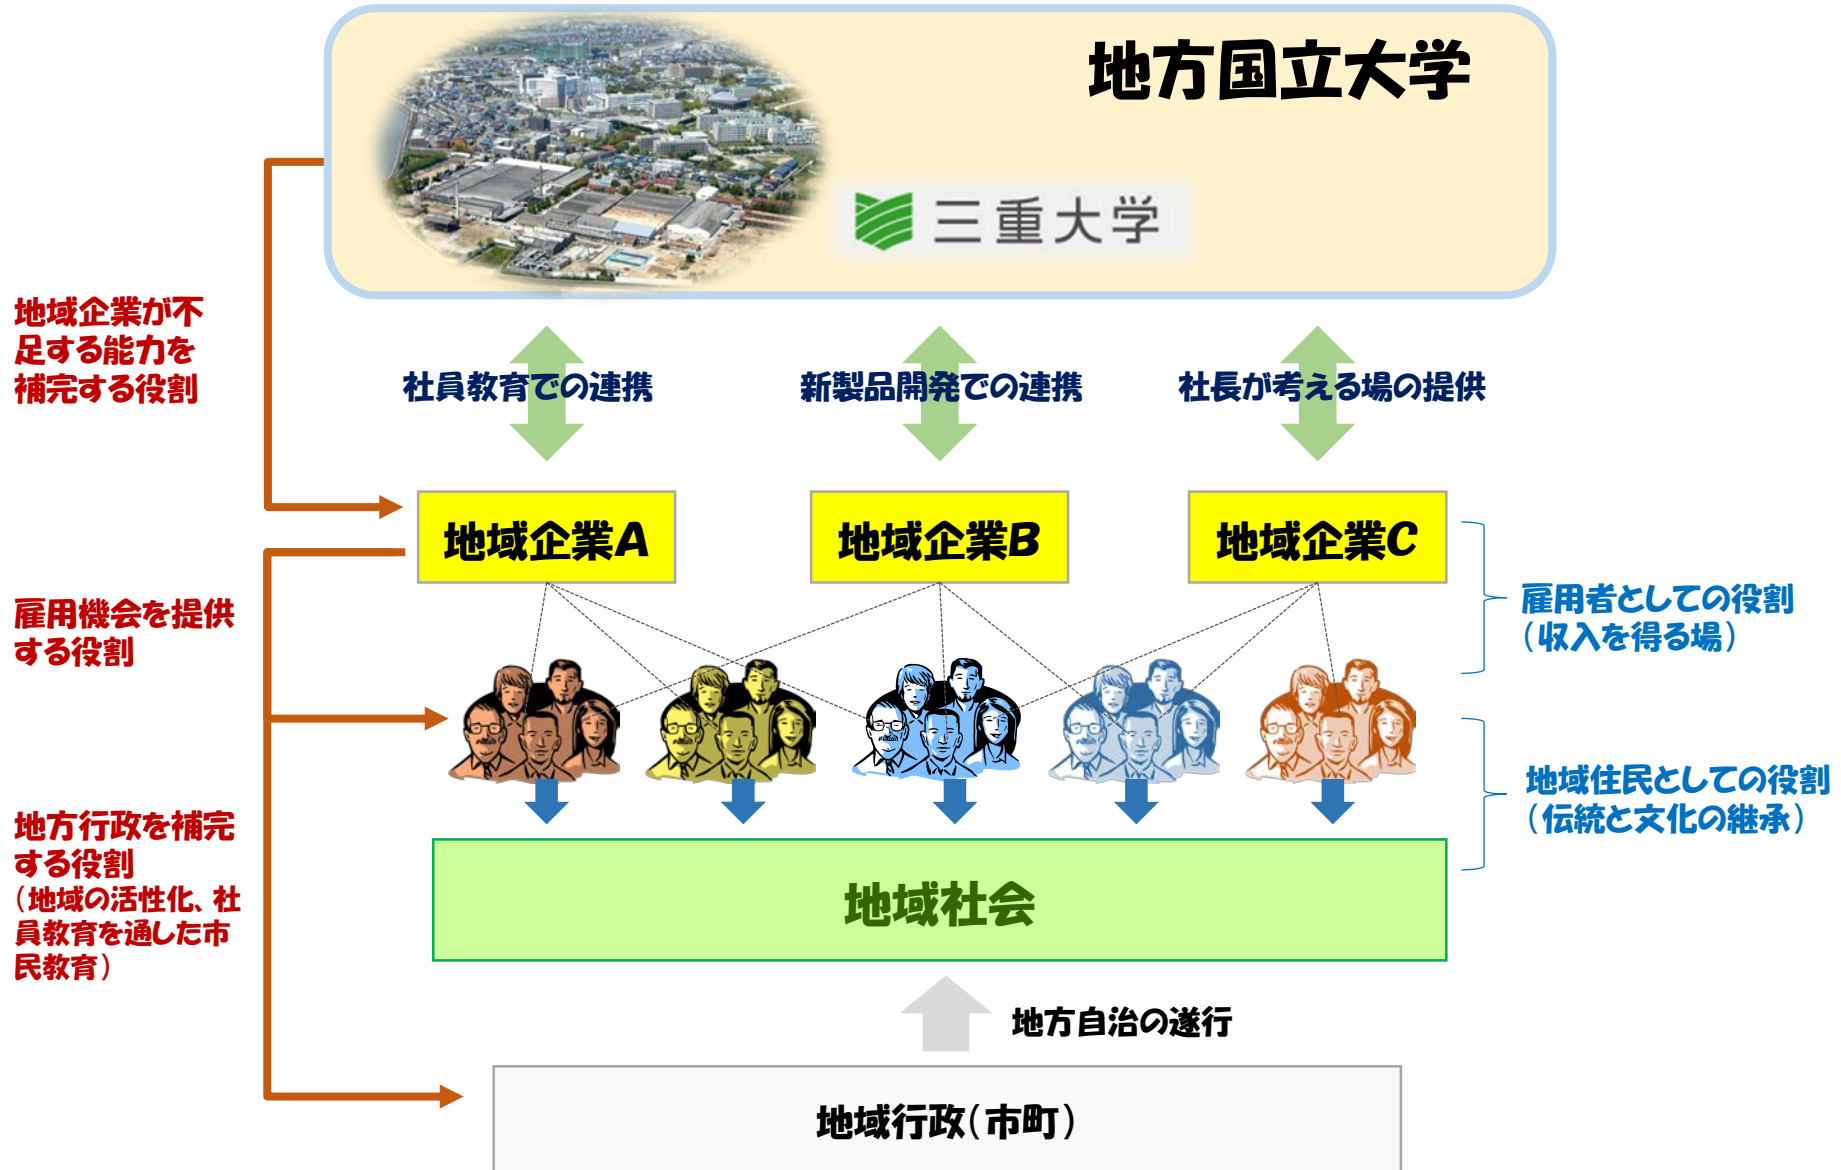 地方国立大学
三重大学
地域企業が不
足する能力を
補完する役割
社員教育での連携
新製品開発での連携
社長が考える場の提供
地域企業A
地域企業B
地域企業C
雇用機会を提供
する役割
雇用者としての役割
（収入を得る場）
地域住民としての役割
（伝統と文化の継承）
地方行政を補完
する役割
（地域の活性化、社
員教育を通した市
民教育）
地域社会
地方自治の遂行
地域行政（市町）